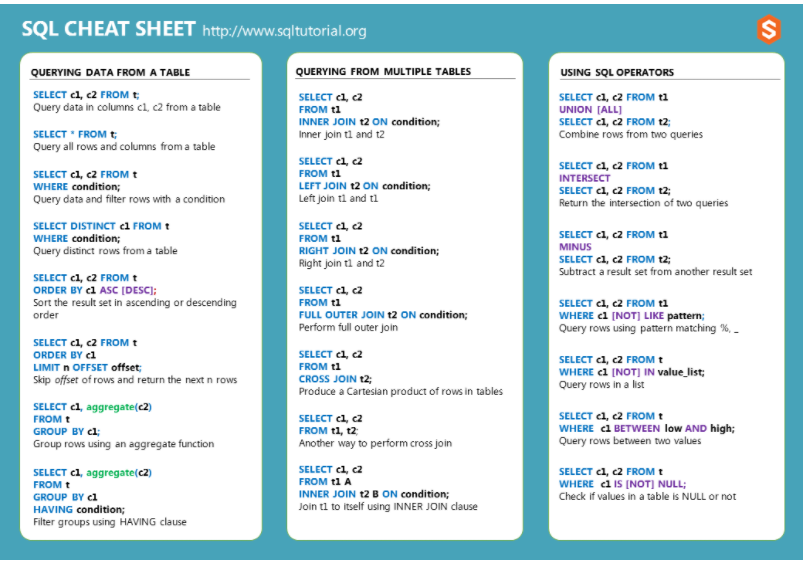 SQL CHEAT SHEET http://www.sqltutorial.org
QUERYING DATA FROM A TABLE
SELECT c1, c2 FROM t;
Query data in columns c1, c2 from a table
SELECT * FROM t;
Query all rows and columns from a table
SELECT c1, c2 FROM t
WHERE condition;
Query data and filter rows with a condition
SELECT DISTINCT c1 FROM t
WHERE condition;
Query distinct rows from a table
SELECT c1, c2 FROM t
ORDER BY c1 ASC [DESC];
Sort the result set in ascending or descending
order
SELECT c1, c2 FROM t
ORDER BY c1
LIMIT n OFFSET offset;
Skip offset of rows and return the next n rows
SELECT c1, aggregate(c2)
FROM t
GROUP BY c1;
Group rows using an aggregate function
SELECT c1, aggregate(c2)
FROM t
GROUP BY c1
HAVING condition;
Filter groups using HAVING clause
QUERYING FROM MULTIPLE TABLES
SELECT c1, c2
FROM t1
INNER JOIN t2 ON condition;
Inner join t1 and t2
SELECT c1, c2
FROM t1
LEFT JOIN t2 ON condition;
Left join t1 and t1
SELECT c1, c2
FROM t1
RIGHT JOIN t2 ON condition;
Right join t1 and t2
SELECT c1, c2
FROM t1
FULL OUTER JOIN t2 ON condition;
Perform full outer join
SELECT c1, c2
FROM t1
CROSS JOIN t2;
Produce a Cartesian product of rows in tables
SELECT c1, c2
FROM t1, t2;
Another way to perform cross join
SELECT c1, c2
FROM t1 A
INNER JOIN t2 B ON condition;
Join t1 to itself using INNER JOIN clause
USING SQL OPERATORS
SELECT c1, c2 FROM t1
UNION [ALL]
SELECT c1, c2 FROM t2;
Combine rows from two queries
SELECT c1, c2 FROM t1
INTERSECT
SELECT c1, c2 FROM t2;
Return the intersection of two queries
SELECT c1, c2 FROM t1
MINUS
SELECT c1, c2 FROM t2;
Subtract a result set from another result set
SELECT c1, c2 FROM t1
WHERE c1 [NOT] LIKE pattern;
Query rows using pattern matching %, _
SELECT c1, c2 FROM t
WHERE c1 [NOT] IN value_list;
Query rows in a list
SELECT c1, c2 FROM t
WHERE c1 BETWEEN low AND high;
Query rows between two values
SELECT c1, c2 FROM t
WHERE c1 IS [NOT] NULL;
Check if values in a table is NULL or not